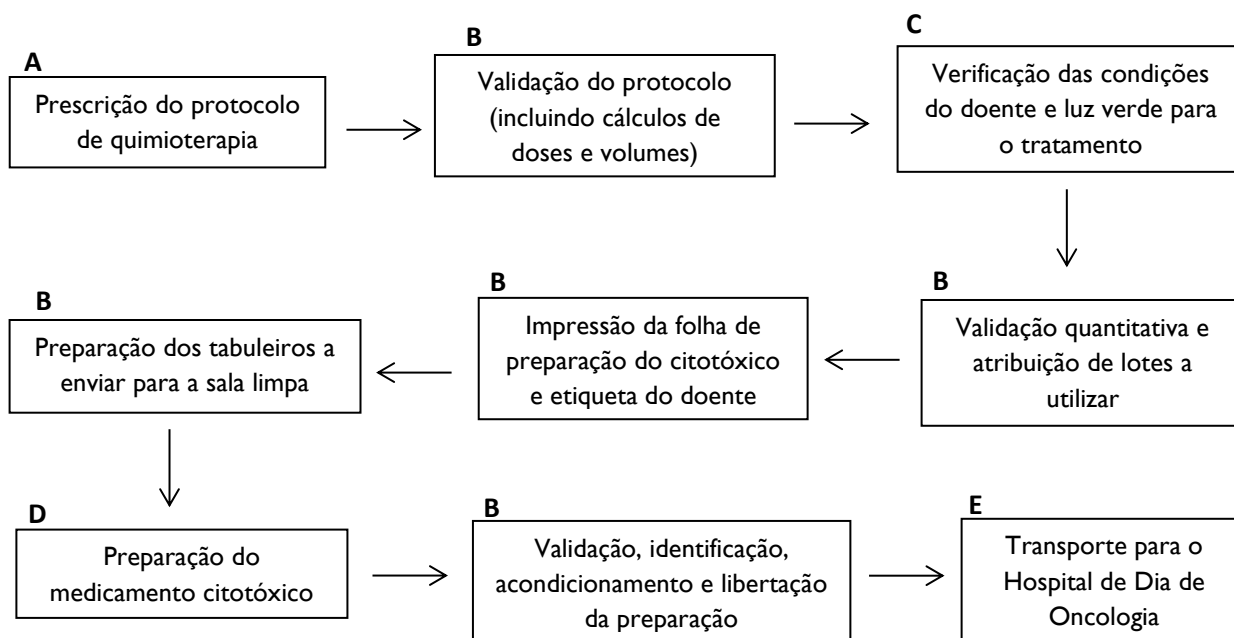 A
Prescrição do protocolo
de quimioterapia
B
Validação do protocolo
(incluindo cálculos de
doses e volumes)
C
Verificação das condições
do doente e luz verde para
o tratamento
B
Validação quantitativa e
atribuição de lotes a
utilizar
B
Impressão da folha de
preparação do citotóxico
e etiqueta do doente
B
Preparação dos tabuleiros a
enviar para a sala limpa
D
Preparação do
medicamento citotóxico
B
Validação, identificação,
acondicionamento e libertação
da preparação
E
Transporte para o
Hospital de Dia de
Oncologia